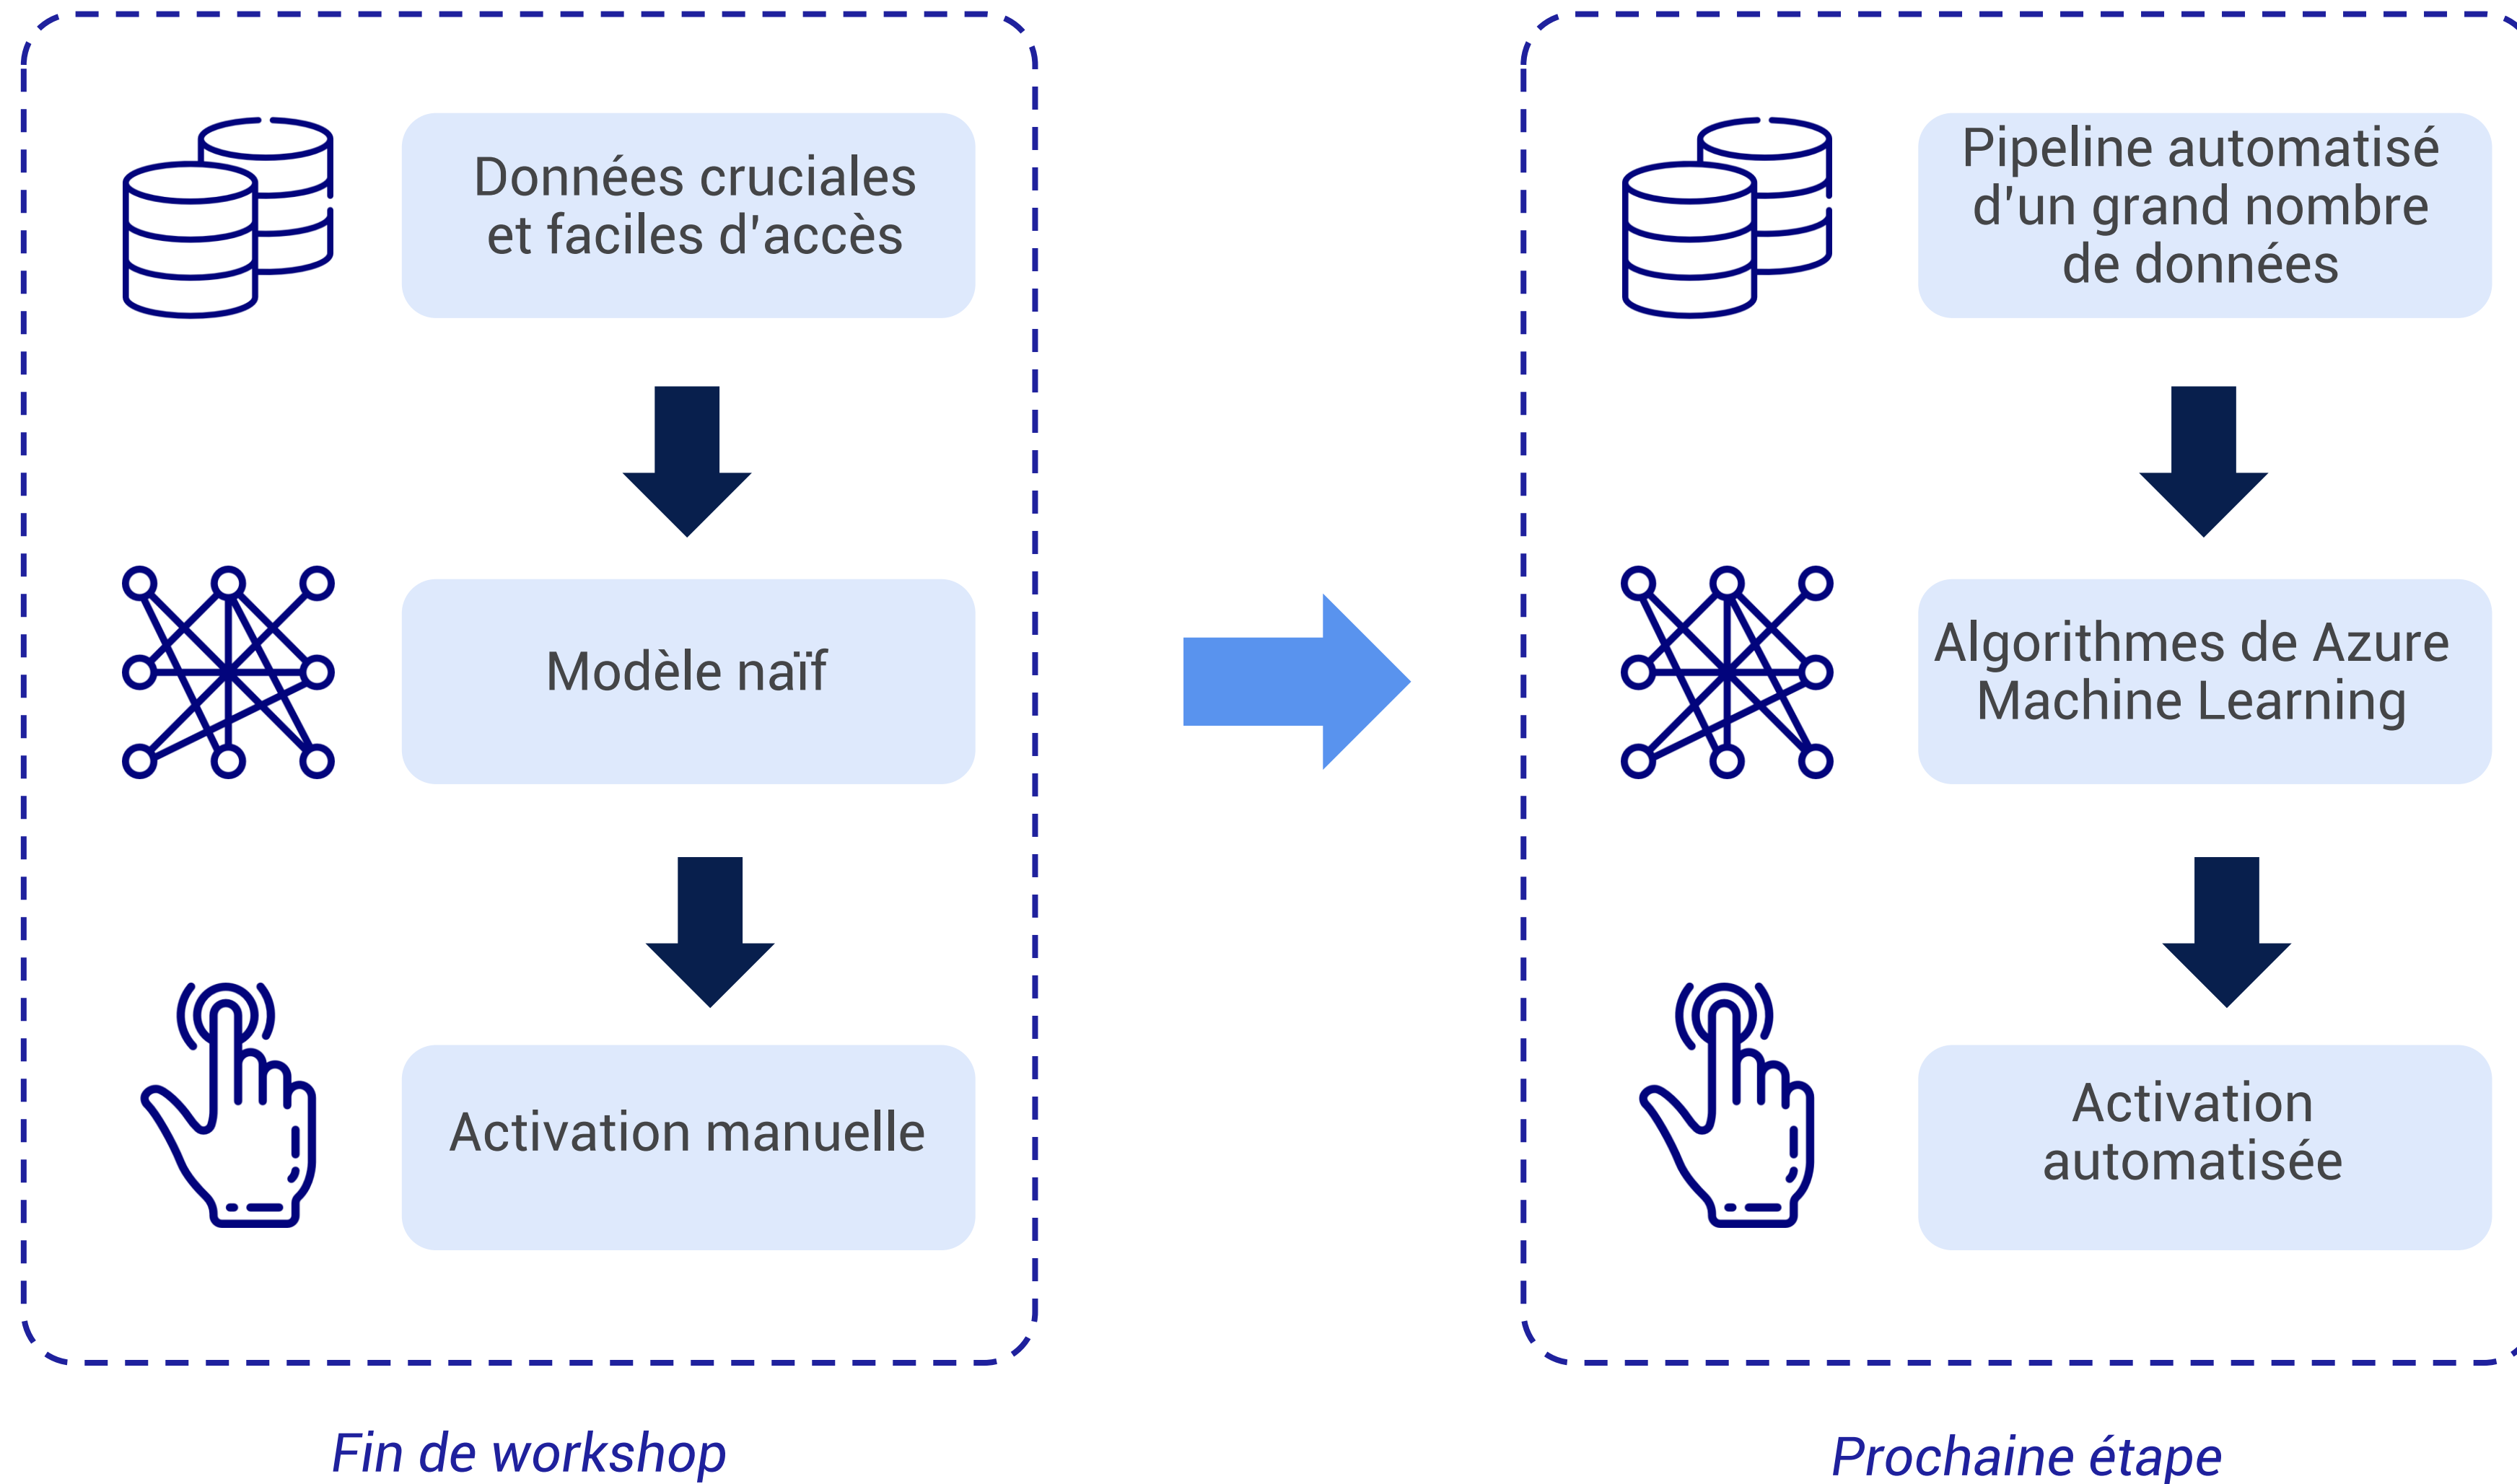 Données cruciales
et faciles d'accès
Modèle naïf
Activation manuelle
Fin de workshop
Pipeline automatisé
d'un grand nombre
de données
Algorithmes de Azure
Machine Learning
Activation
automatisée
Prochaine étape